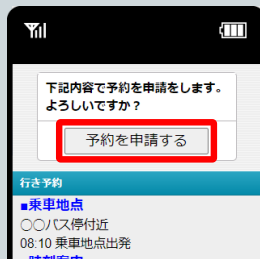 下記内容で予約を申請をします。
よろしいですか？
予約を申請する
行き予約
■乗車地点
○○バス停付近
08:10 乗車地点出発